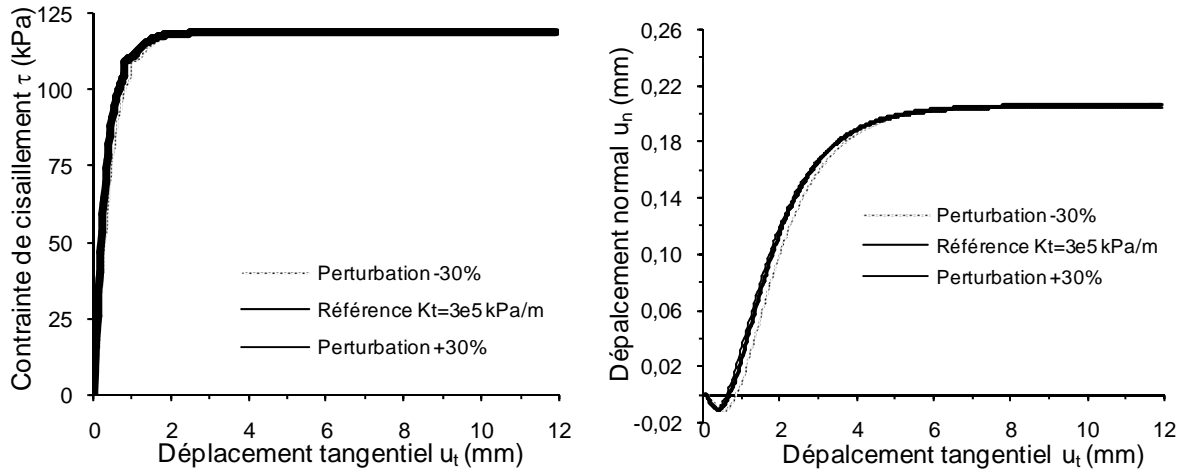 Contrainte de cisaillement τ (kPa)
125
100
75
50
25
0
0 2 4 6 8 10 12
Déplacement tangentiel ut (mm)
Perturbation -30%
Référence Kt=3e5 kPa/m
Perturbation +30%
Dépalcement normal un (mm)
0,26
0,22
0,18
0,14
0,10
0,06
0,02
-0,02
0 2 4 6 8 10 12
Dépalcement tangentiel ut (mm)
Perturbation -30%
Référence Kt=3e5 kPa/m
Perturbation +30%